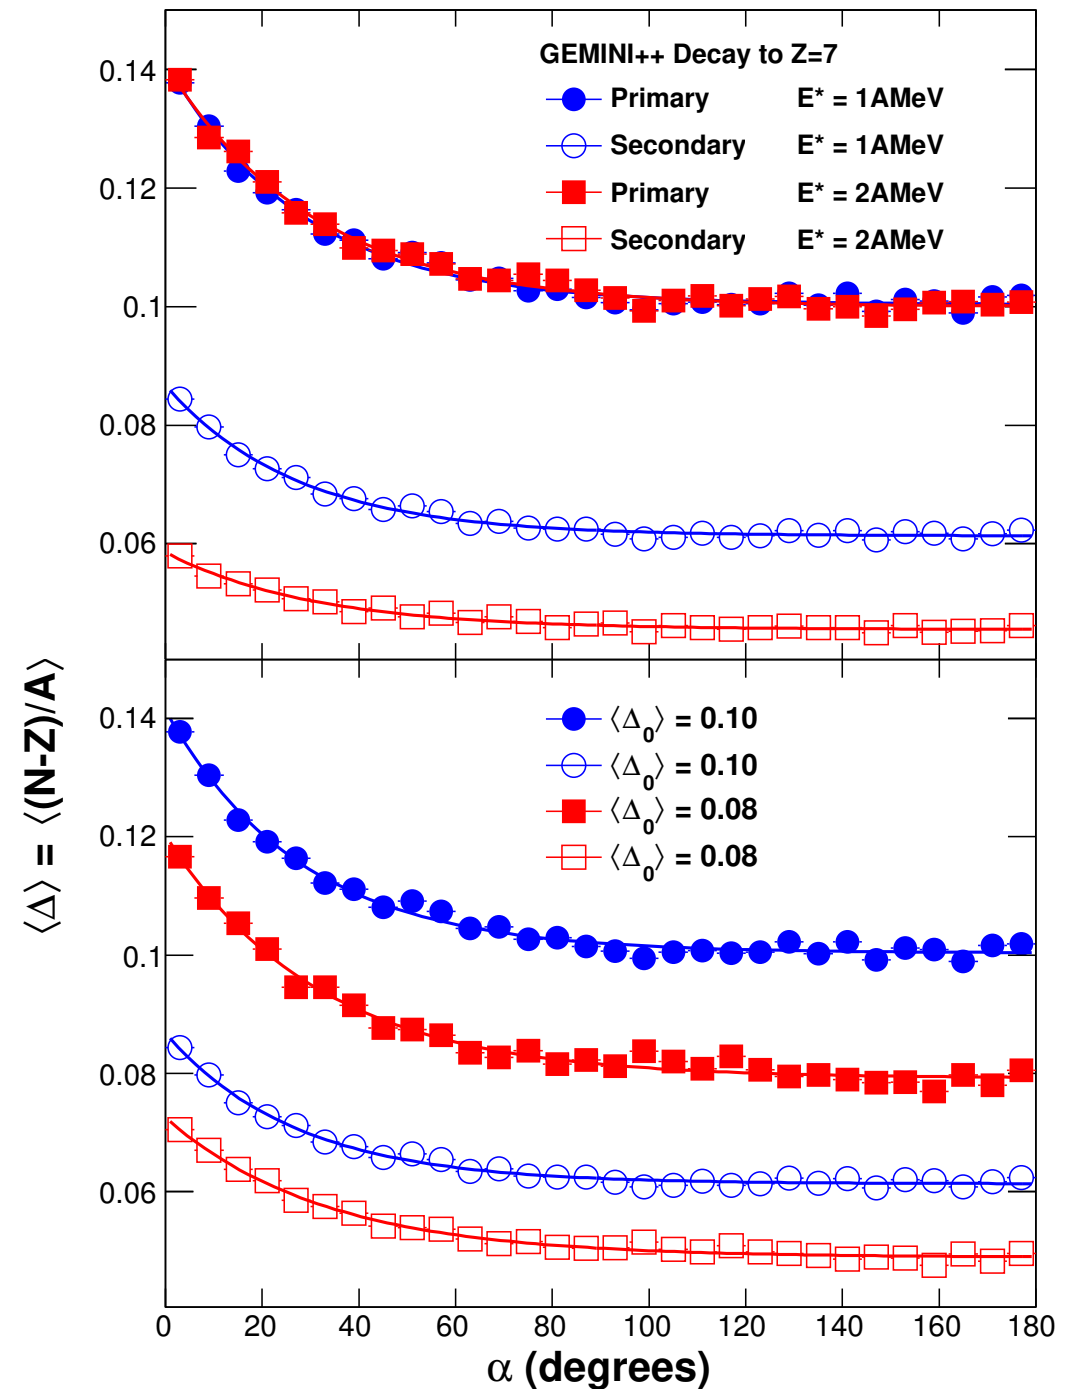 GEMINI++ Decay to Z=7
Primary E* = 1AMeV
Secondary E* = 1AMeV
Primary E* = 2AMeV
Secondary E* = 2AMeV
0.14
0.12
0.1
0.08
0.06
⟨Δ⟩ = ⟨(N-Z)/A⟩
⟨Δ₀⟩ = 0.10
⟨Δ₀⟩ = 0.10
⟨Δ₀⟩ = 0.08
⟨Δ₀⟩ = 0.08
0.14
0.12
0.1
0.08
0.06
0 20 40 60 80 100 120 140 160 180
α (degrees)